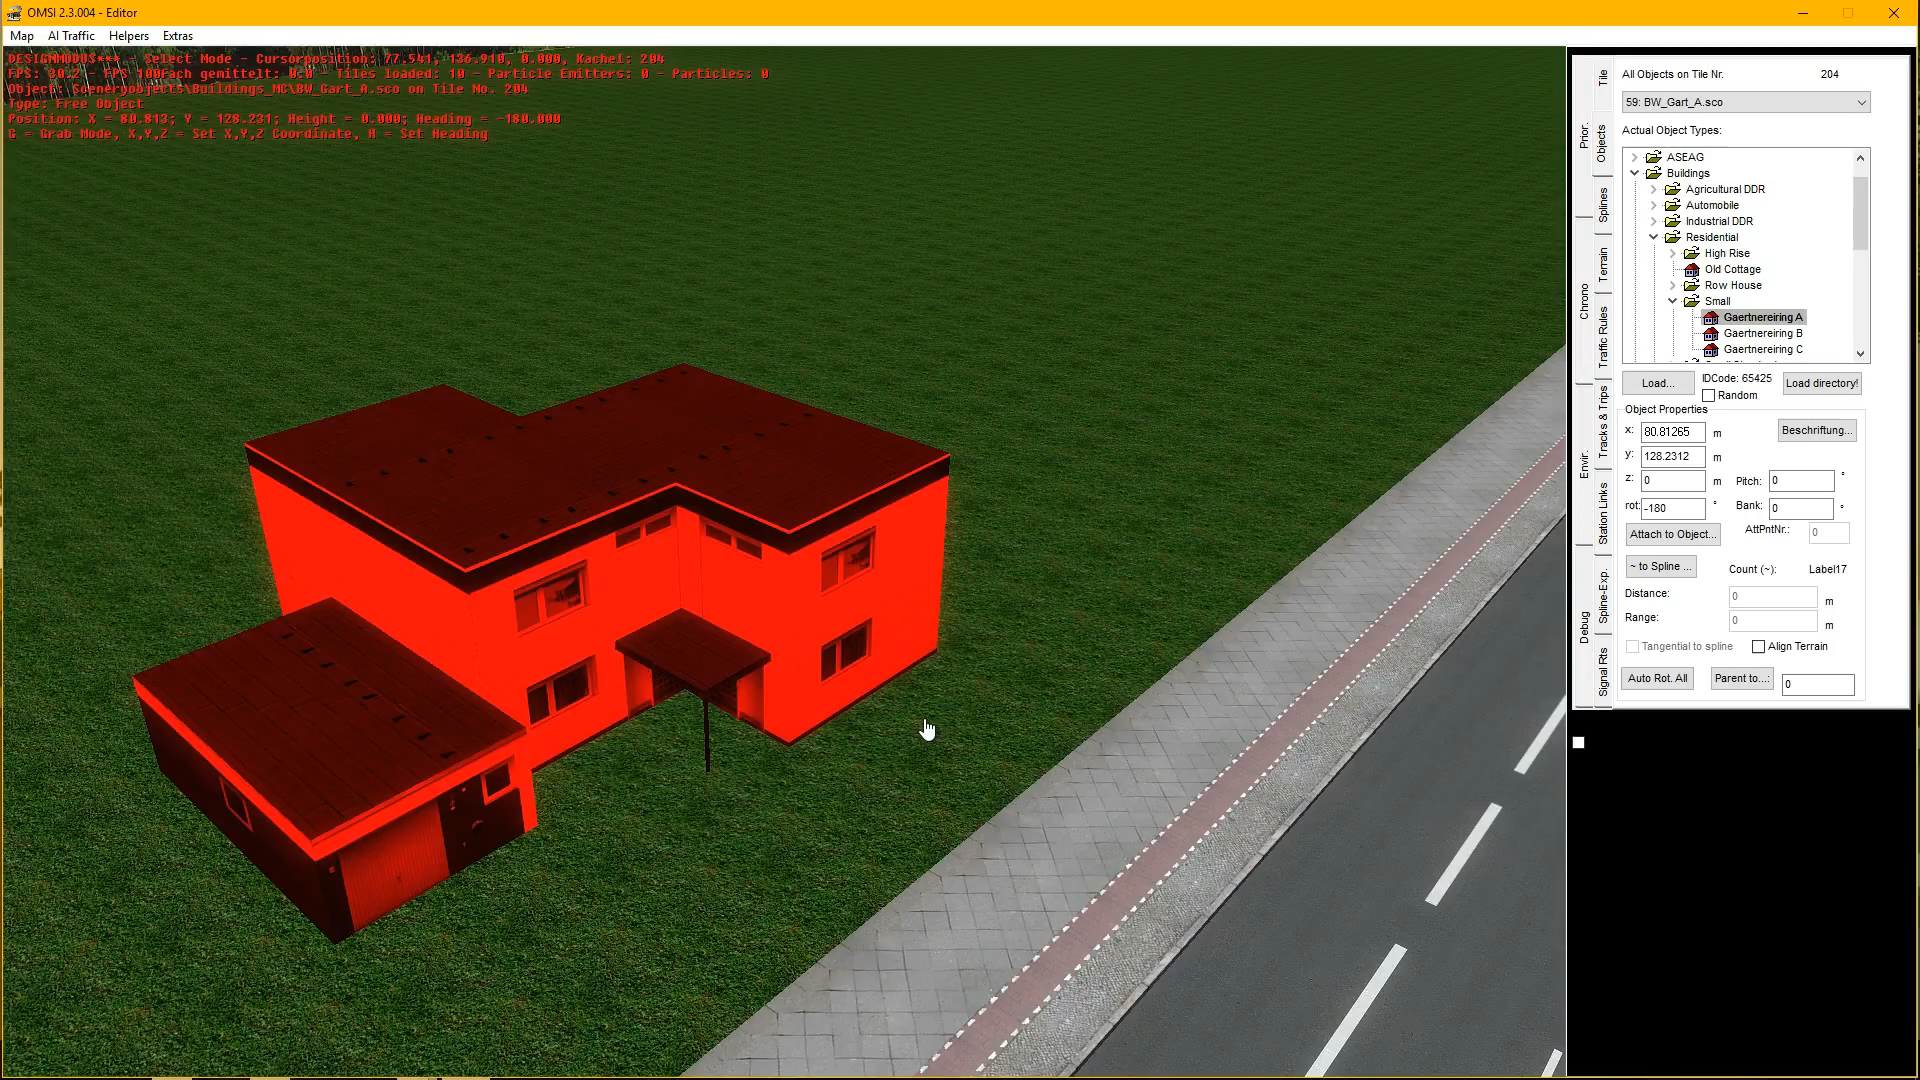 OMSI 2.3.004 - Editor
Map AI Traffic Helpers Extras
DESIGNMODUS*** Select Mode - Cursorposition: 77.541, 136.910, 0.000, Kachel: 204
FPS: 30.2 - FPS 100fach gemittelt: 0.0 - Tiles loaded: 10 - Particle Emitters: 0 - Particles: 0
Object: Sceneryobjects\Buildings_MC\BW_Gart_A.sco on Tile No. 204
Type: Free Object
Position: X = 80.813; Y = 128.231; Height = 0.000; Heading = -180.000
G = Grab Mode, X,Y,Z = Set X,Y,Z Coordinate, H = Set Heading
Prior.
Chrono
Envir.
Debug
Tile
Objects
Splines
Terrain
Traffic Rules
Tracks & Trips
Station Links
Spline-Exp.
Signal Rts
All Objects on Tile Nr. 204
59: BW_Gart_A.sco
Actual Object Types:
ASEAG
Buildings
Agricultural DDR
Automobile
Industrial DDR
Residential
High Rise
Old Cottage
Row House
Small
Gaertnereiring A
Gaertnereiring B
Gaertnereiring C
Load... IDCode: 65425 Load directory!
Random
Object Properties
x: 80.81265 m Beschriftung...
y: 128.2312 m
z: 0 m Pitch: 0 °
rot: -180 ° Bank: 0 °
Attach to Object... AttPntNr.: 0
~ to Spline ... Count (~): Label17
Distance: 0 m
Range: 0 m
Tangential to spline Align Terrain
Auto Rot. All Parent to...: 0